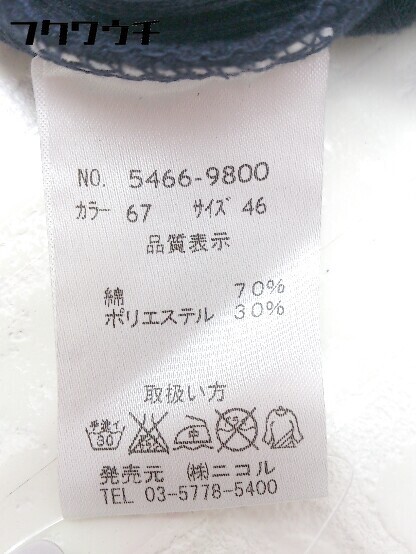 フクウウチ
NO. 5466-9800
カラー 67 サイズ 46
品質表示
綿 70%
ポリエステル 30%
取扱い方
手洗イ 30
発売元 (株)ニコル
TEL 03-5778-5400